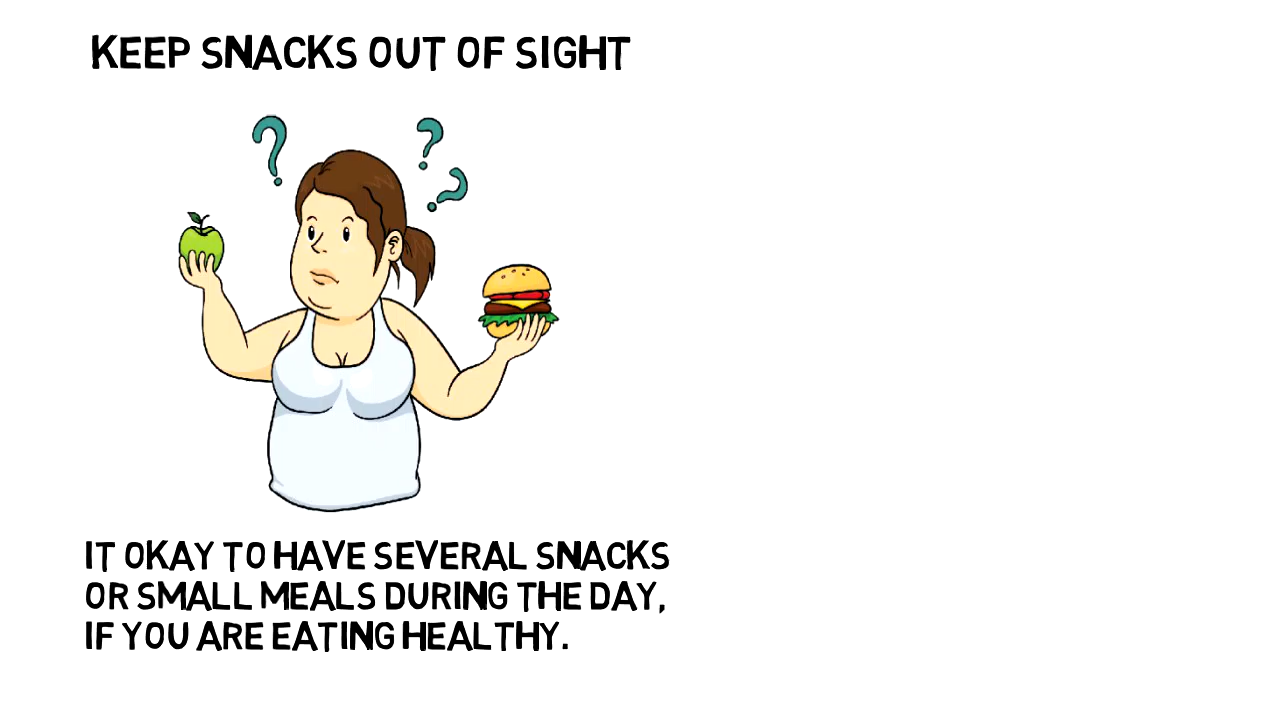 KEEP SNACKS OUT OF SIGHT
IT OKAY TO HAVE SEVERAL SNACKS
OR SMALL MEALS DURING THE DAY,
IF YOU ARE EATING HEALTHY.